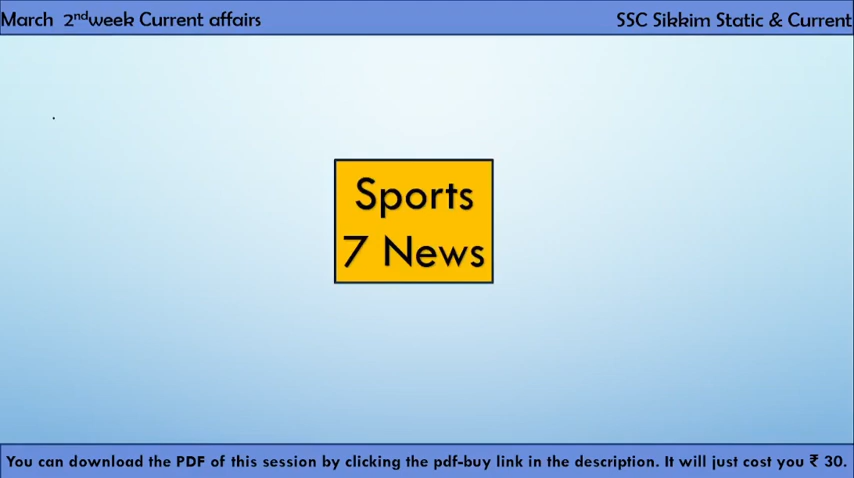 March 2ndweek Current affairs
SSC Sikkim Static & Current
Sports
7 News
You can download the PDF of this session by clicking the pdf-buy link in the description. It will just cost you ₹ 30.